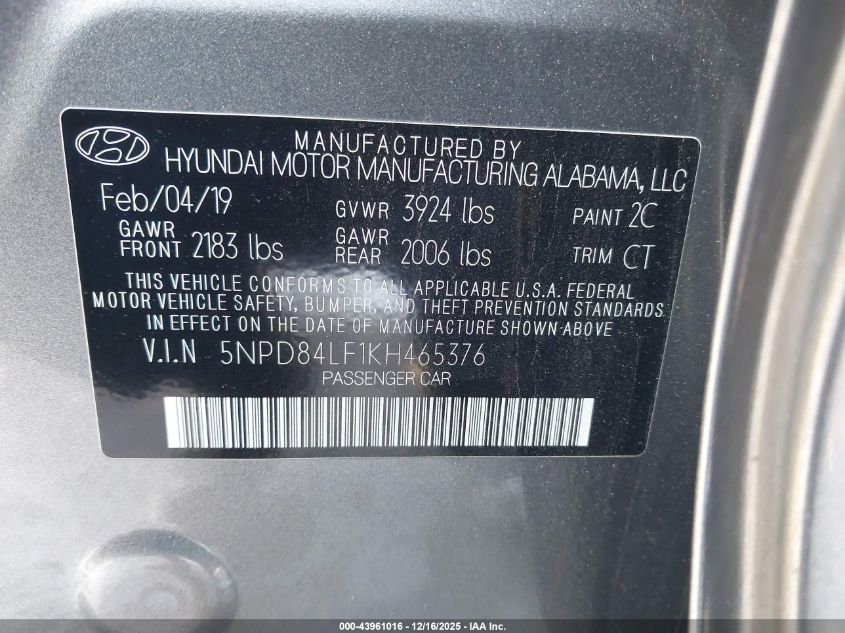 MANUFACTURED BY
HYUNDAI MOTOR MANUFACTURING ALABAMA, LLC
Feb/04/19 GVWR 3924 lbs PAINT 2C
GAWR FRONT 2183 lbs GAWR REAR 2006 lbs TRIM CT
THIS VEHICLE CONFORMS TO ALL APPLICABLE U.S.A. FEDERAL
MOTOR VEHICLE SAFETY, BUMPER, AND THEFT PREVENTION STANDARDS
IN EFFECT ON THE DATE OF MANUFACTURE SHOWN ABOVE.
V.I.N 5NPD84LF1KH465376
PASSENGER CAR
000-43961016 - 12/16/2025 - IAA Inc.